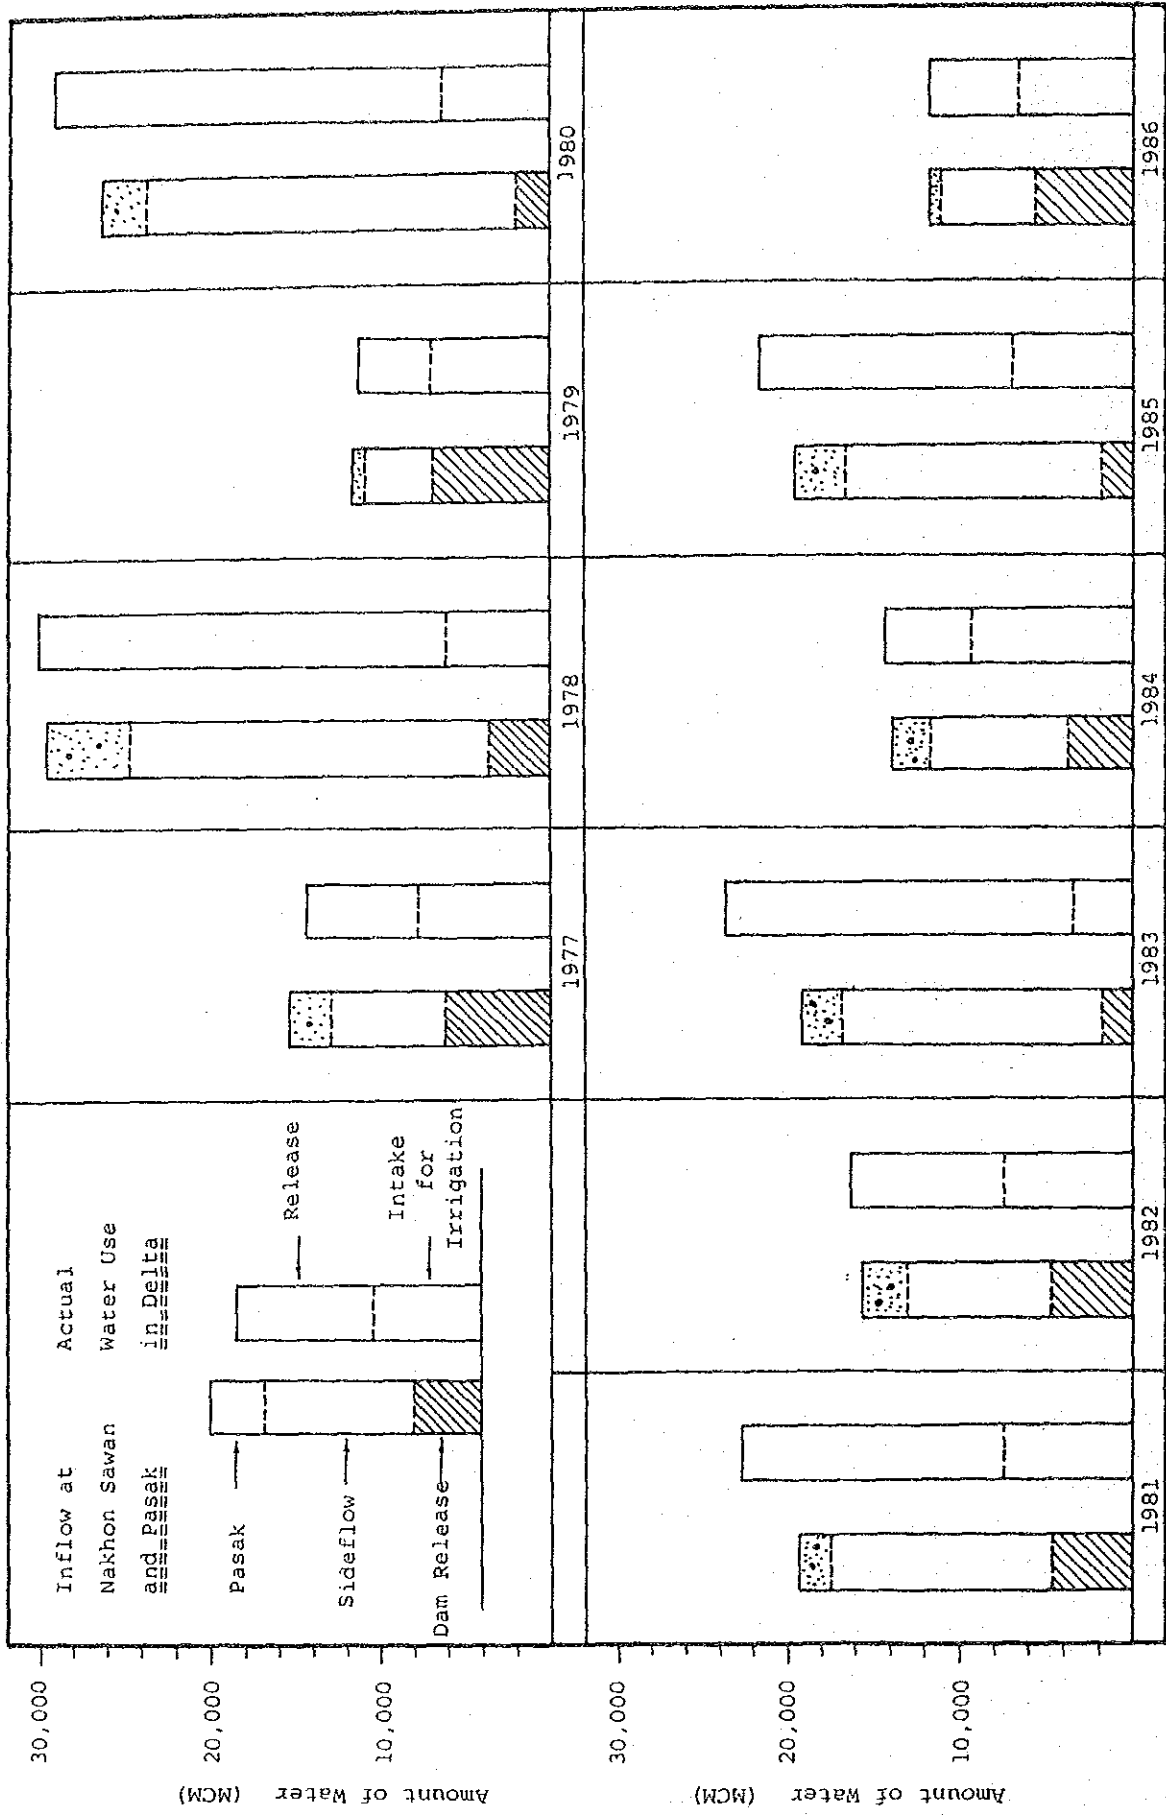 Amount of Water (MCM)
30,000
20,000
10,000
Inflow at
Nakhon Sawan
and Pasak
Actual
Water Use
in Delta
Pasak
Sideflow
Dam Release
Release
Intake
for
Irrigation
1977
1978
1979
1980
Amount of Water (MCM)
30,000
20,000
10,000
1981
1982
1983
1984
1985
1986